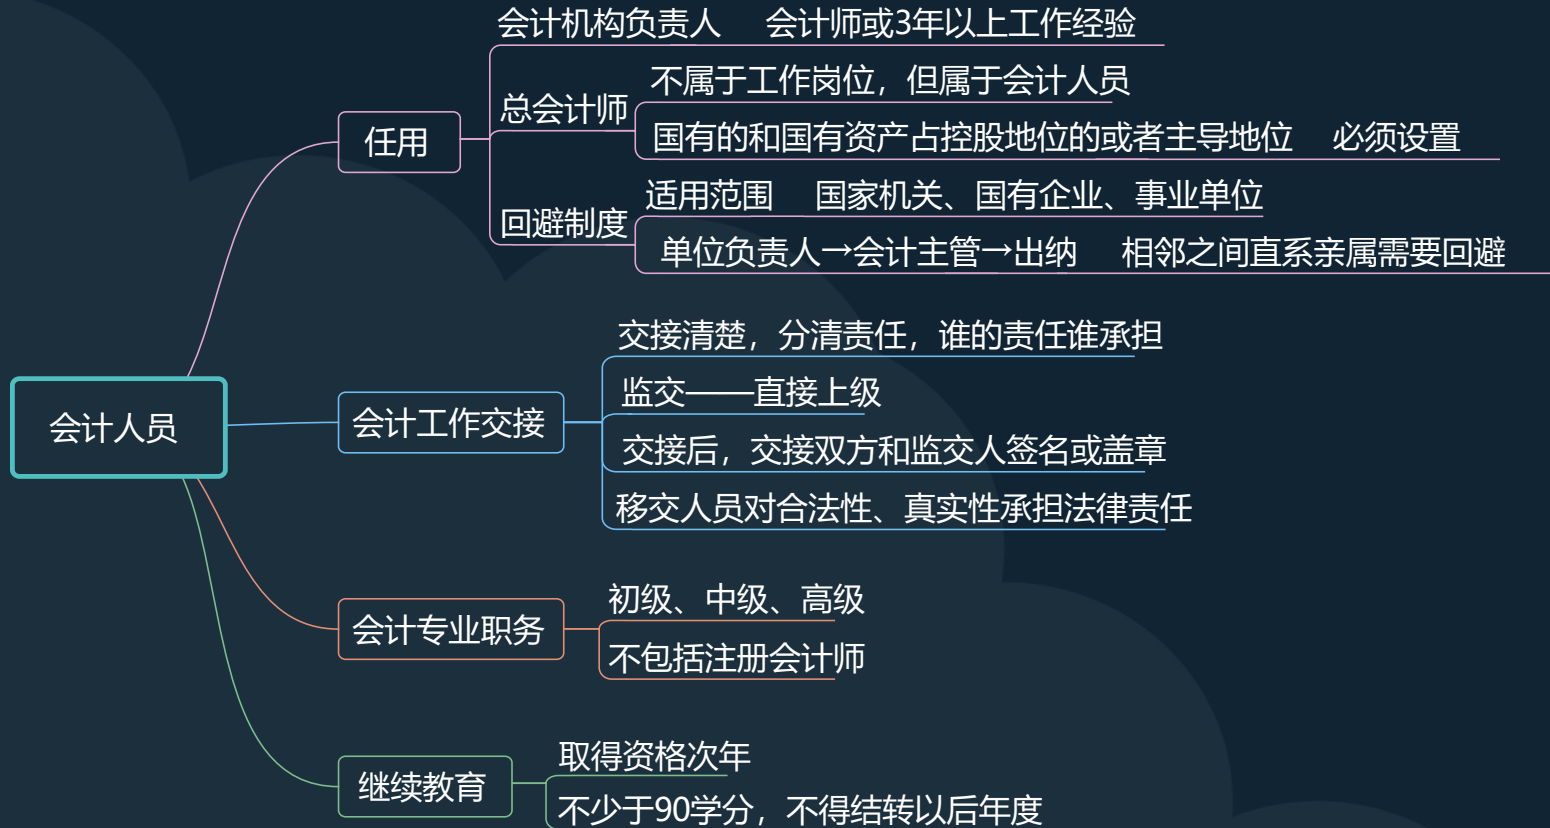 会计人员
任用
会计机构负责人 会计师或3年以上工作经验
总会计师
不属于工作岗位，但属于会计人员
国有的和国有资产占控股地位的或者主导地位 必须设置
回避制度
适用范围 国家机关、国有企业、事业单位
单位负责人→会计主管→出纳 相邻之间直系亲属需要回避
会计工作交接
交接清楚，分清责任，谁的责任谁承担
监交——直接上级
交接后，交接双方和监交人签名或盖章
移交人员对合法性、真实性承担法律责任
会计专业职务
初级、中级、高级
不包括注册会计师
继续教育
取得资格次年
不少于90学分，不得结转以后年度